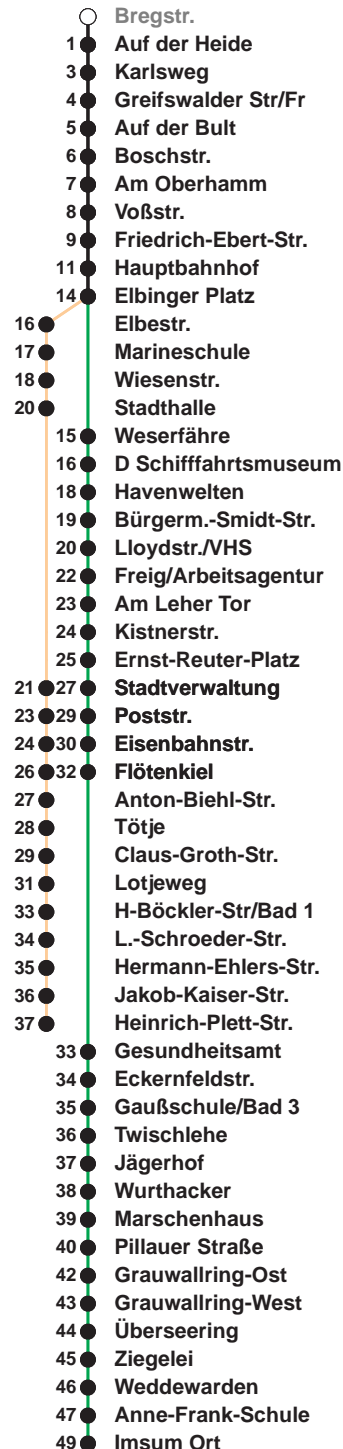 Bregstr.
1 Auf der Heide
3 Karlsweg
4 Greifswalder Str/Fr
5 Auf der Bult
6 Boschstr.
7 Am Oberhamm
8 Voßstr.
9 Friedrich-Ebert-Str.
11 Hauptbahnhof
14 Elbinger Platz
16 Elbestr.
17 Marineschule
18 Wiesenstr.
20 Stadthalle
15 Weserfähre
16 D Schifffahrtsmuseum
18 Havenwelten
19 Bürgerm.-Smidt-Str.
20 Lloydstr./VHS
22 Freig/Arbeitsagentur
23 Am Leher Tor
24 Kistnerstr.
25 Ernst-Reuter-Platz
21 27 Stadtverwaltung
23 29 Poststr.
24 30 Eisenbahnstr.
26 32 Flötenkiel
27 Anton-Biehl-Str.
28 Tötje
29 Claus-Groth-Str.
31 Lotjeweg
33 H-Böckler-Str/Bad 1
34 L.-Schroeder-Str.
35 Hermann-Ehlers-Str.
36 Jakob-Kaiser-Str.
37 Heinrich-Plett-Str.
33 Gesundheitsamt
34 Eckernfeldstr.
35 Gaußschule/Bad 3
36 Twischlehe
37 Jägerhof
38 Wurthacker
39 Marschenhaus
40 Pillauer Straße
42 Grauwallring-Ost
43 Grauwallring-West
44 Überseering
45 Ziegelei
46 Weddewarden
47 Anne-Frank-Schule
49 Imsum Ort